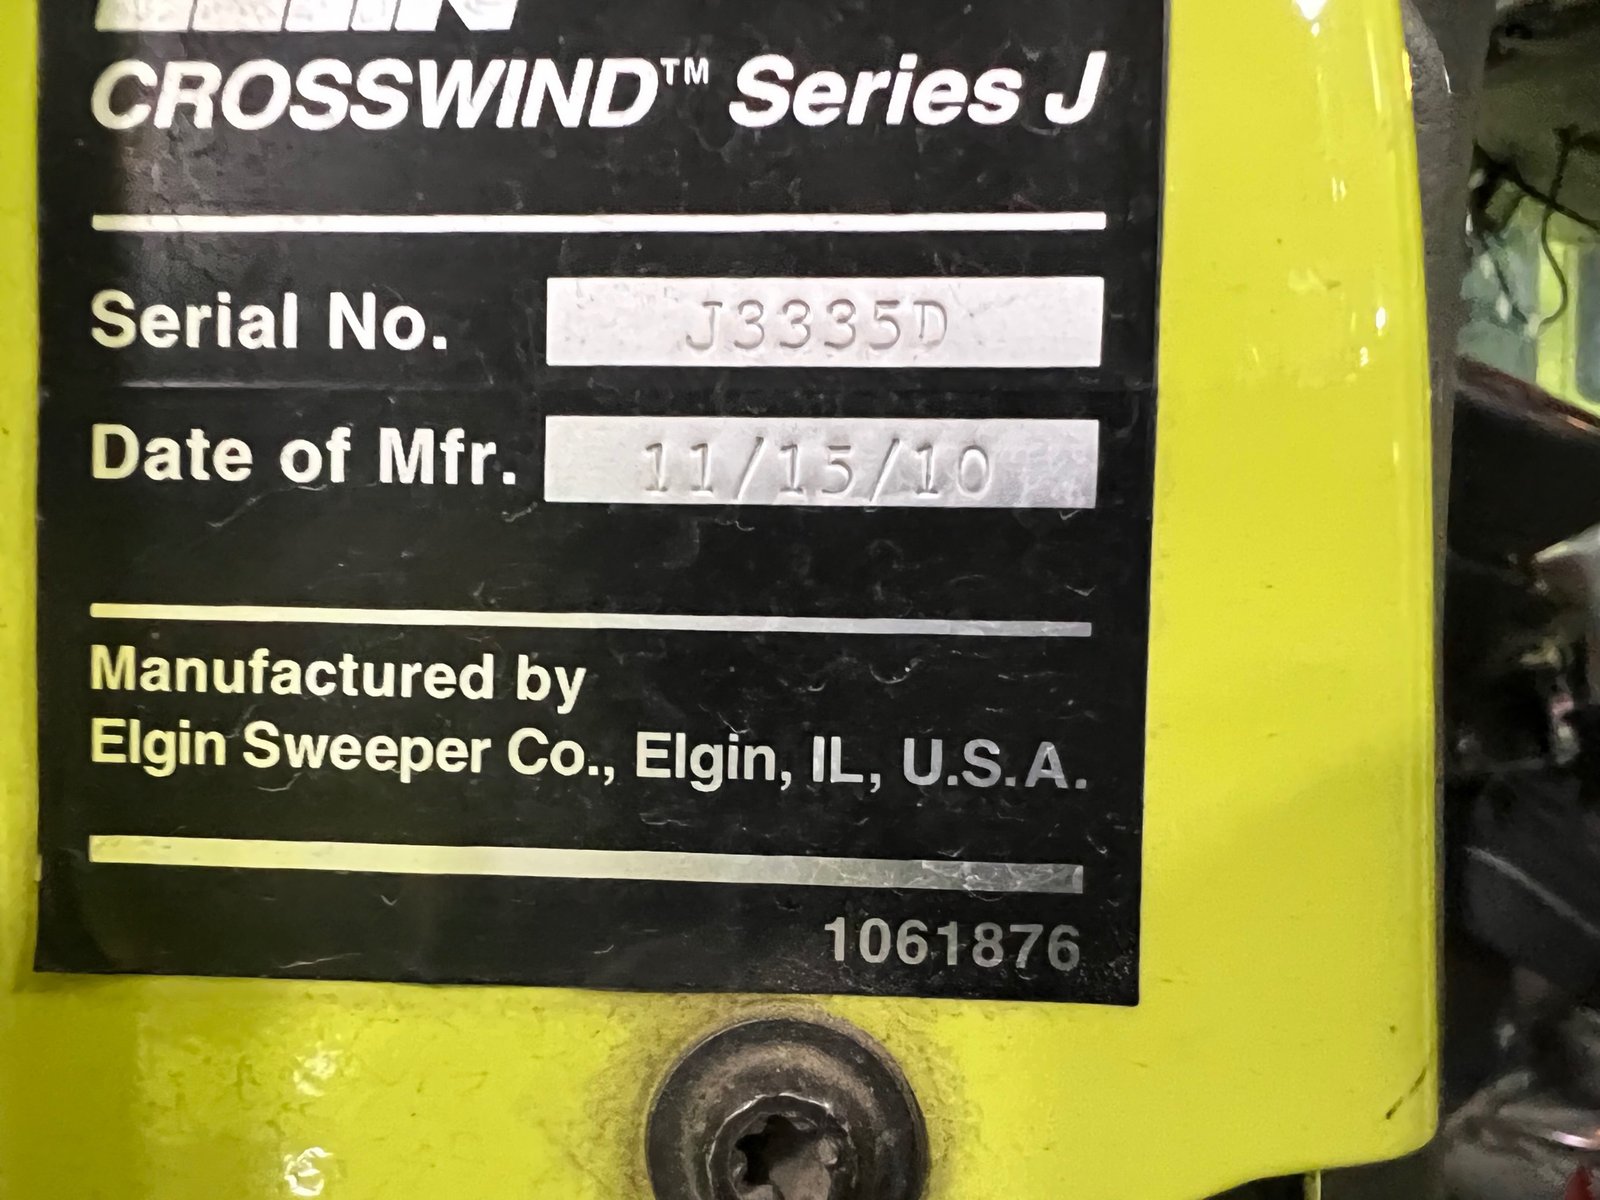 ELGIN
CROSSWIND™ Series J
Serial No. J3335D
Date of Mfr. 11/15/10
Manufactured by
Elgin Sweeper Co., Elgin, IL, U.S.A.
1061876